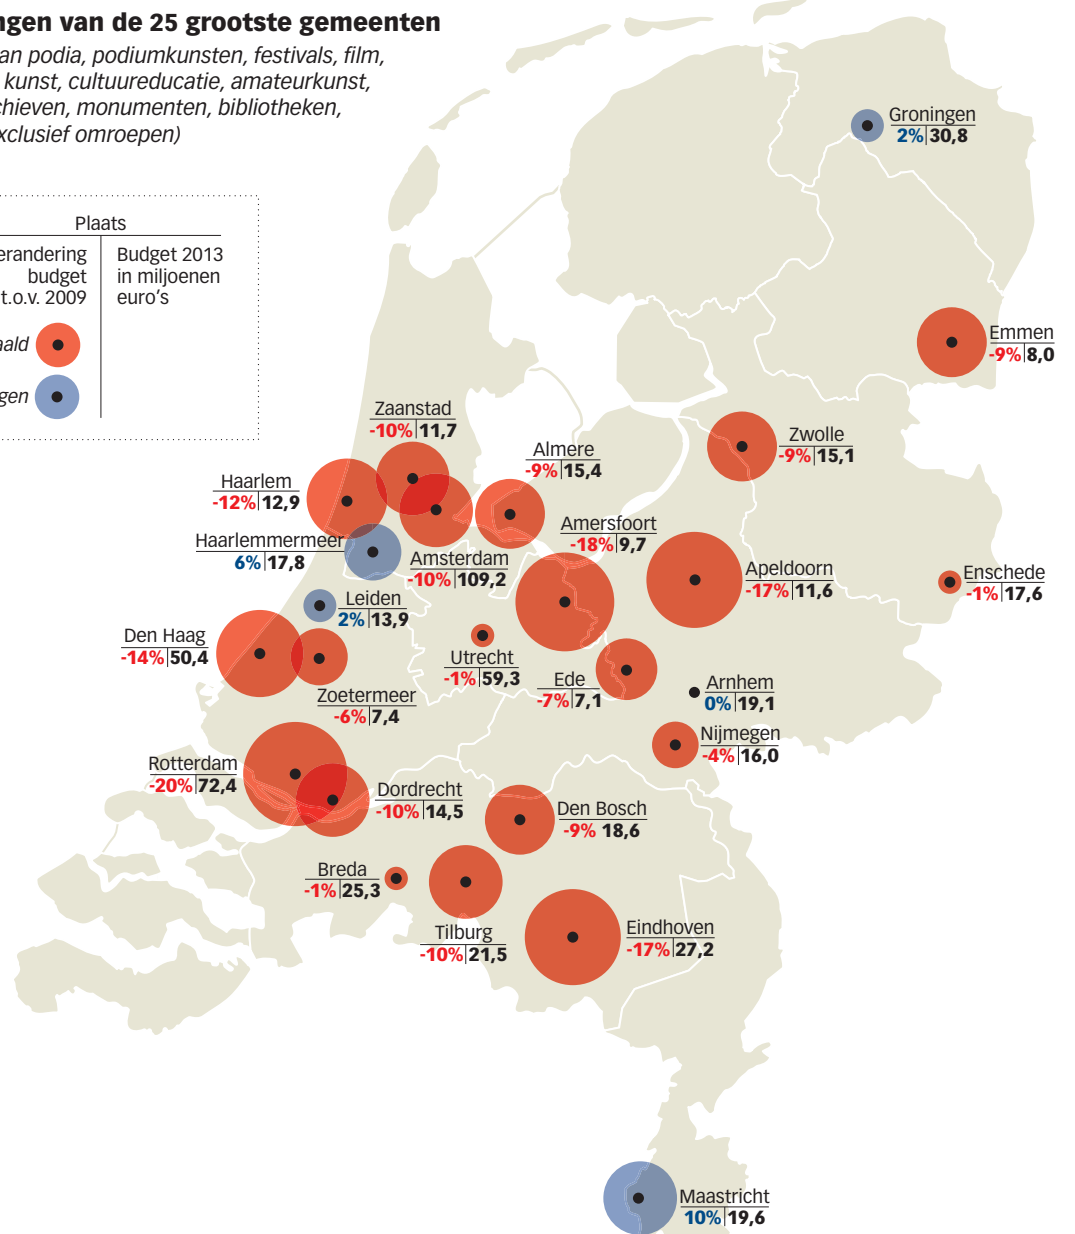 ngen van de 25 grootste gemeenten
an podia, podiumkunsten, festivals, film,
kunst, cultuureducatie, amateurkunst,
chieven, monumenten, bibliotheken,
xclusief omroepen)
Plaats
erandering
budget
t.o.v. 2009
Budget 2013
in miljoenen
euro's
aald
gen
Groningen
2% 30,8
Emmen
-9% 8,0
Zaanstad
-10% 11,7
Zwolle
-9% 15,1
Almere
-9% 15,4
Haarlem
-12% 12,9
Amersfoort
-18% 9,7
Haarlemmermeer
6% 17,8
Amsterdam
-10% 109,2
Apeldoorn
-17% 11,6
Enschede
-1% 17,6
Leiden
2% 13,9
Den Haag
-14% 50,4
Utrecht
-1% 59,3
Ede
-7% 7,1
Arnhem
0% 19,1
Zoetermeer
-6% 7,4
Nijmegen
-4% 16,0
Rotterdam
-20% 72,4
Dordrecht
-10% 14,5
Den Bosch
-9% 18,6
Breda
-1% 25,3
Tilburg
-10% 21,5
Eindhoven
-17% 27,2
Maastricht
10% 19,6